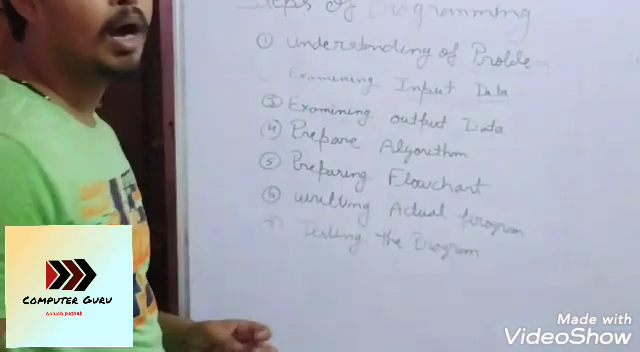 Steps of Programming
① Understanding of Proble
Examining Input Data
③ Examining output Data
④ Prepare Algorithm
⑤ Preparing Flowchart
⑥ writing Actual program
⑦ Testing the Program
COMPUTER GURU
Made with
VideoShow